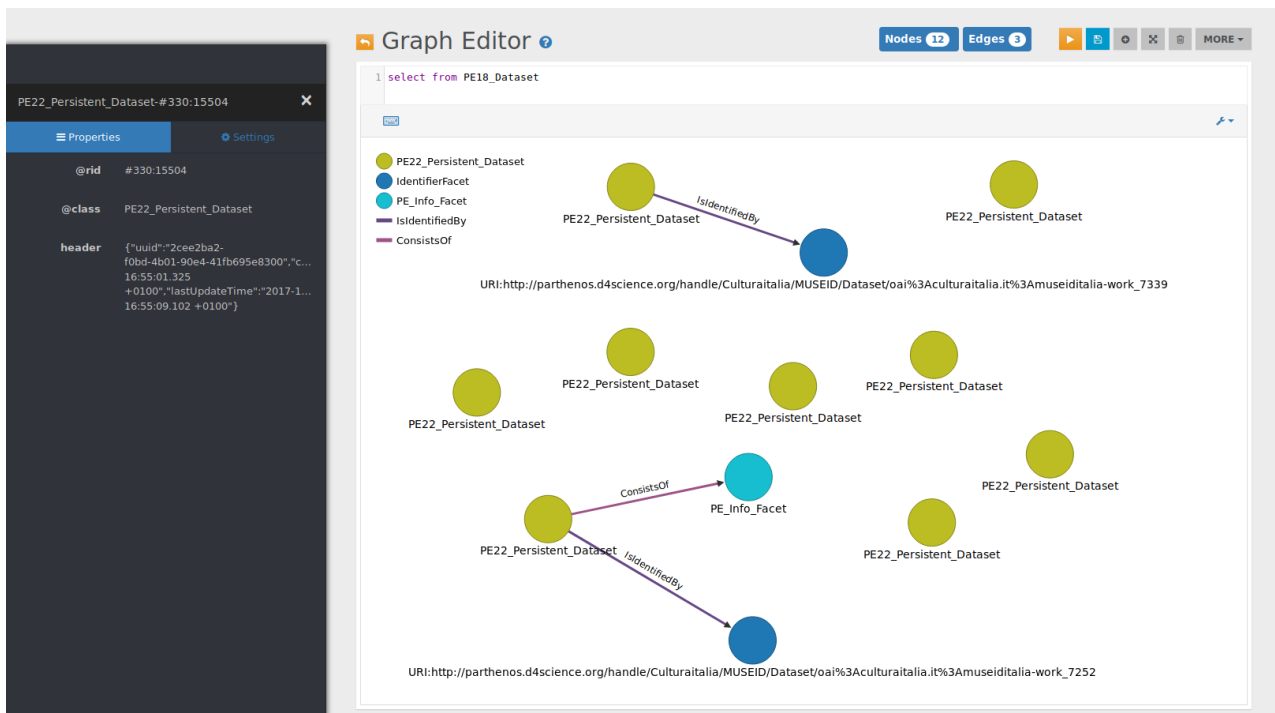 PE22_Persistent_Dataset-#330:15504 ×
Properties
Settings
@rid #330:15504
@class PE22_Persistent_Dataset
header {"uuid":"2cee2ba2-
f0bd-4b01-90e4-41fb695e8300","c...
16:55:01.325
+0100","lastUpdateTime":"2017-1...
16:55:09.102 +0100"}
Graph Editor ?
Nodes 12
Edges 3
MORE
1 select from PE18_Dataset
PE22_Persistent_Dataset
IdentifierFacet
PE_Info_Facet
IsIdentifiedBy
ConsistsOf
PE22_Persistent_Dataset
IsIdentifiedBy
PE22_Persistent_Dataset
URI:http://parthenos.d4science.org/handle/Culturaitalia/MUSEID/Dataset/oai%3Aculturaitalia.it%3Amuseiditalia-work_7339
PE22_Persistent_Dataset
PE22_Persistent_Dataset
PE22_Persistent_Dataset
PE22_Persistent_Dataset
PE22_Persistent_Dataset
ConsistsOf
PE_Info_Facet
PE22_Persistent_Dataset
PE22_Persistent_Dataset
IsIdentifiedBy
URI:http://parthenos.d4science.org/handle/Culturaitalia/MUSEID/Dataset/oai%3Aculturaitalia.it%3Amuseiditalia-work_7252